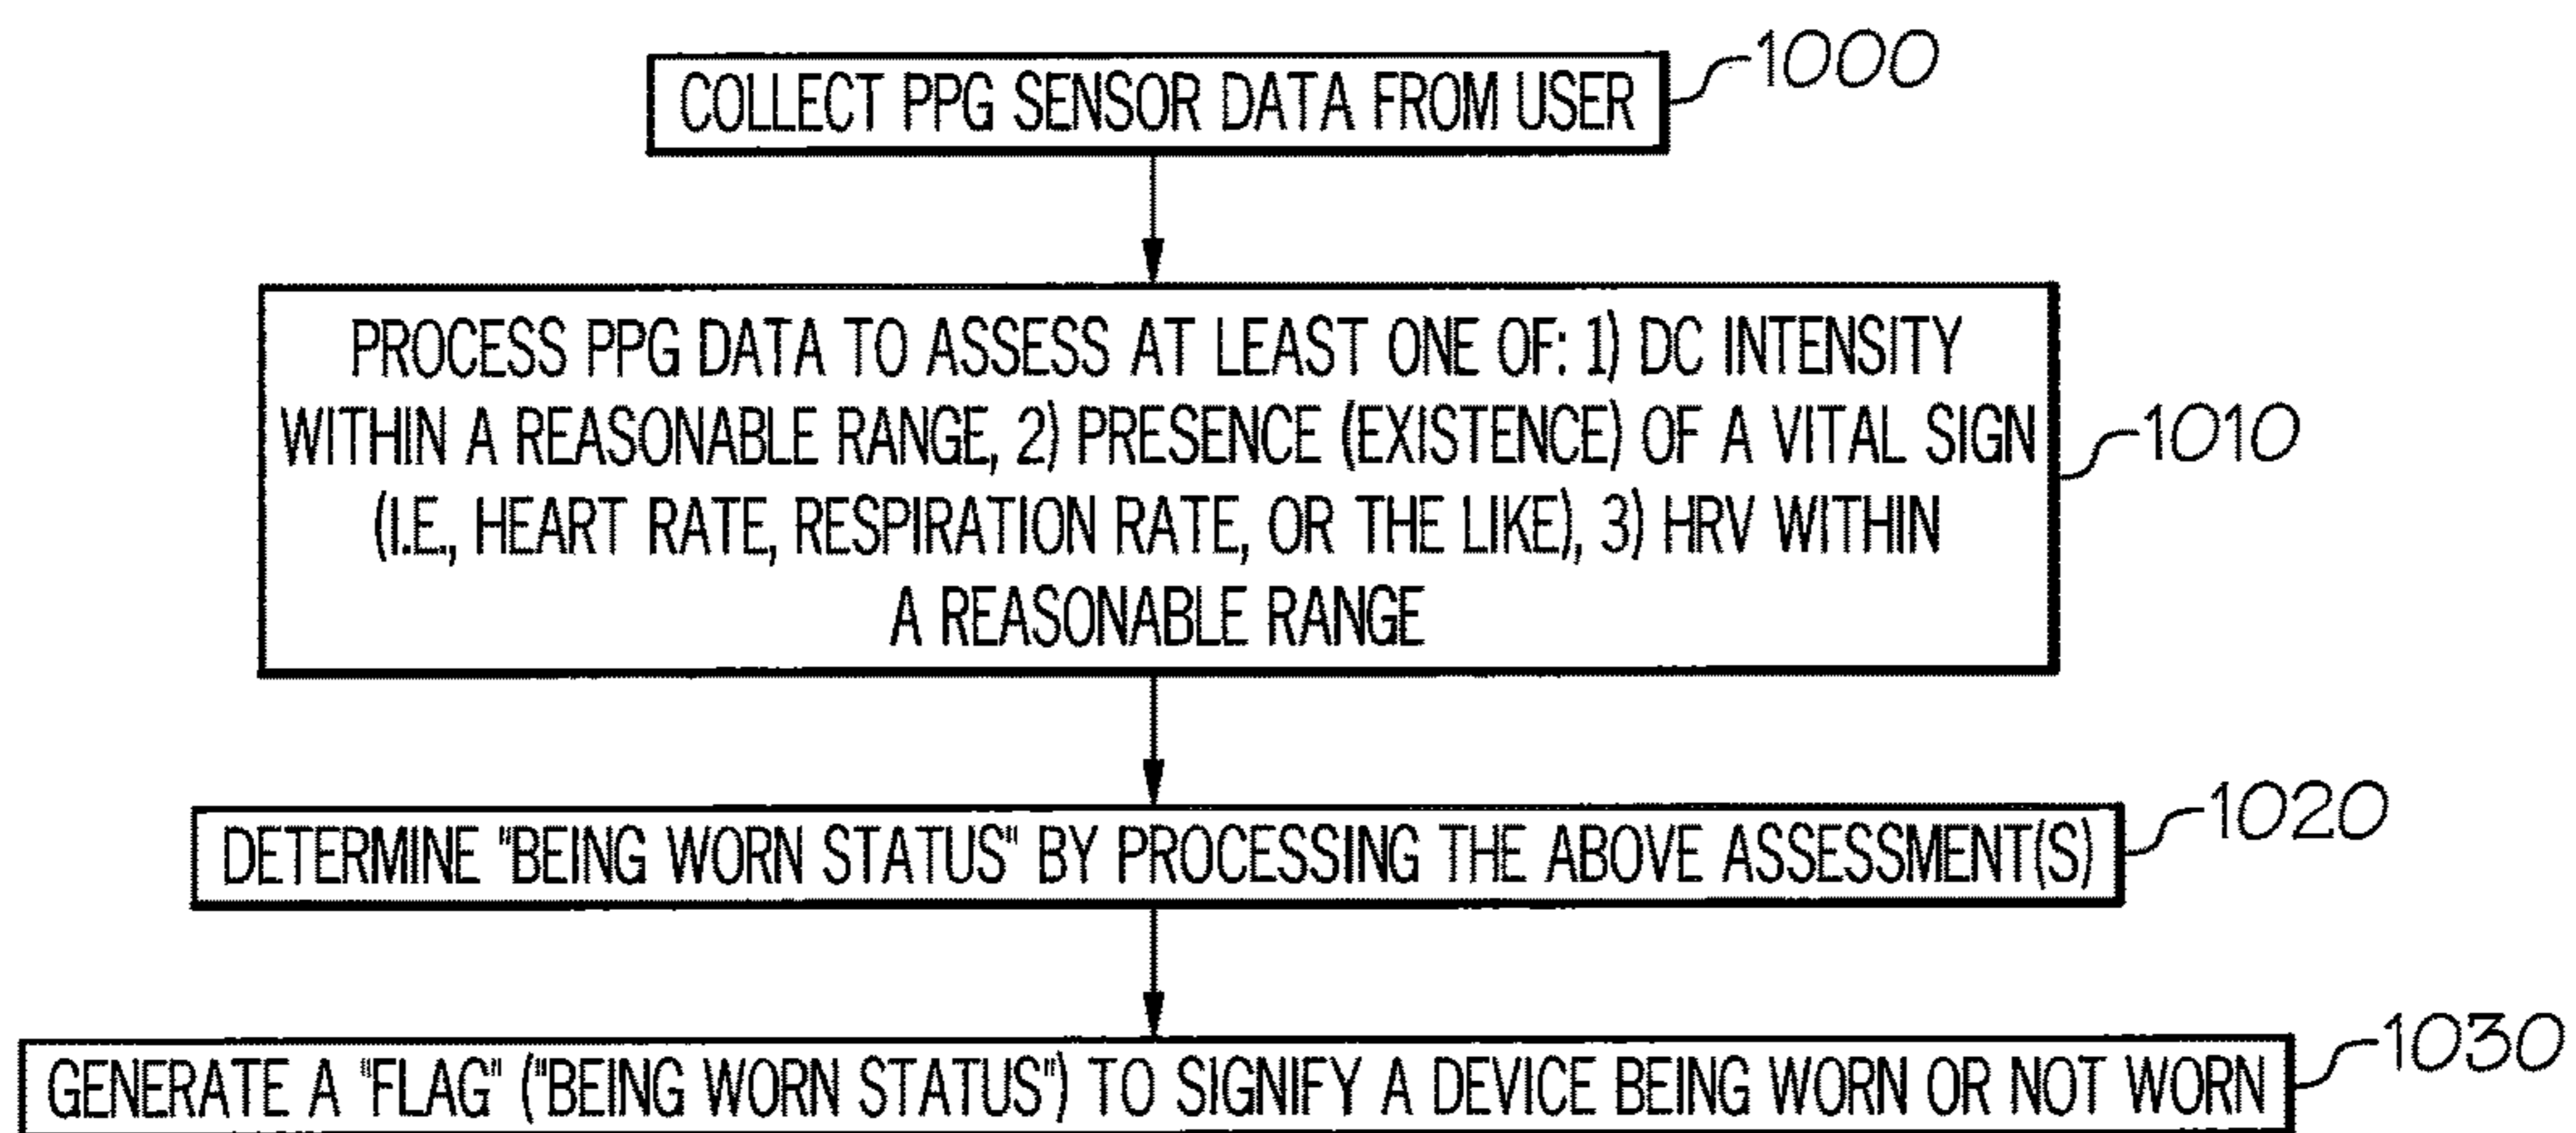 COLLECT PPG SENSOR DATA FROM USER
1000
PROCESS PPG DATA TO ASSESS AT LEAST ONE OF: 1) DC INTENSITY
WITHIN A REASONABLE RANGE, 2) PRESENCE (EXISTENCE) OF A VITAL SIGN
(I.E., HEART RATE, RESPIRATION RATE, OR THE LIKE), 3) HRV WITHIN
A REASONABLE RANGE
1010
DETERMINE "BEING WORN STATUS" BY PROCESSING THE ABOVE ASSESSMENT(S)
1020
GENERATE A "FLAG" ("BEING WORN STATUS") TO SIGNIFY A DEVICE BEING WORN OR NOT WORN
1030